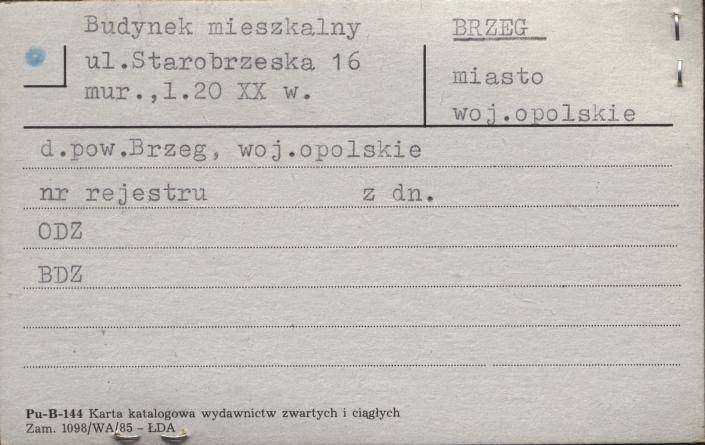 Budynek mieszkalny
ul.Starobrzeska 16
mur.,1.20 XX w.
BRZEG
miasto
woj.opolskie
d.pow.Brzeg, woj.opolskie
nr rejestru z dn.
ODZ
BDZ
Pu-B-144 Karta katalogowa wydawnictw zwartych i ciągłych
Zam. 1098/WA/85 – ŁDA